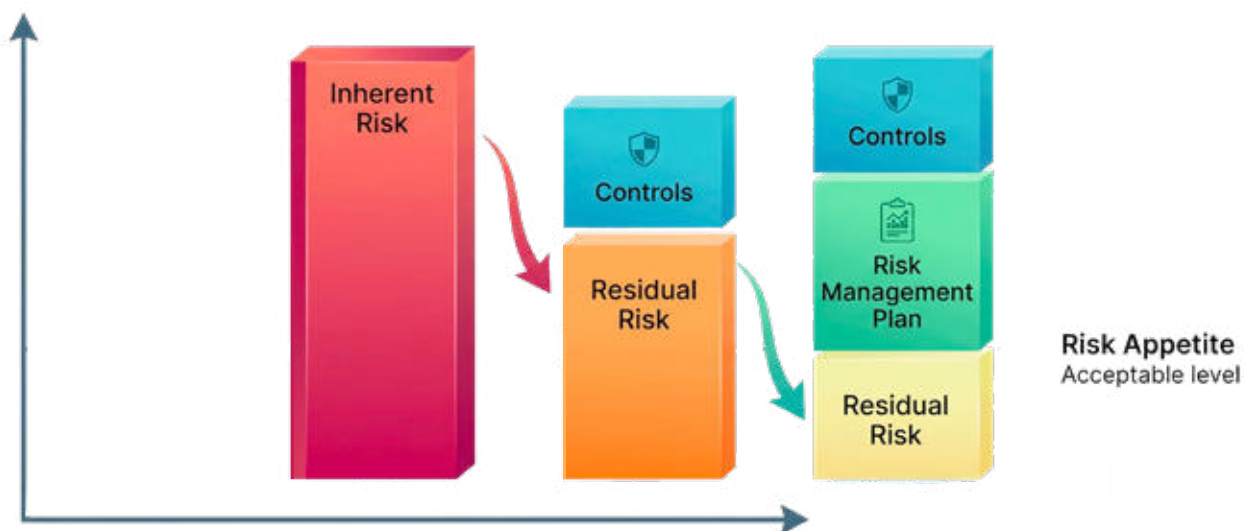 Inherent
Risk
Controls
Residual
Risk
Controls
Risk
Management
Plan
Residual
Risk
Risk Appetite
Acceptable level